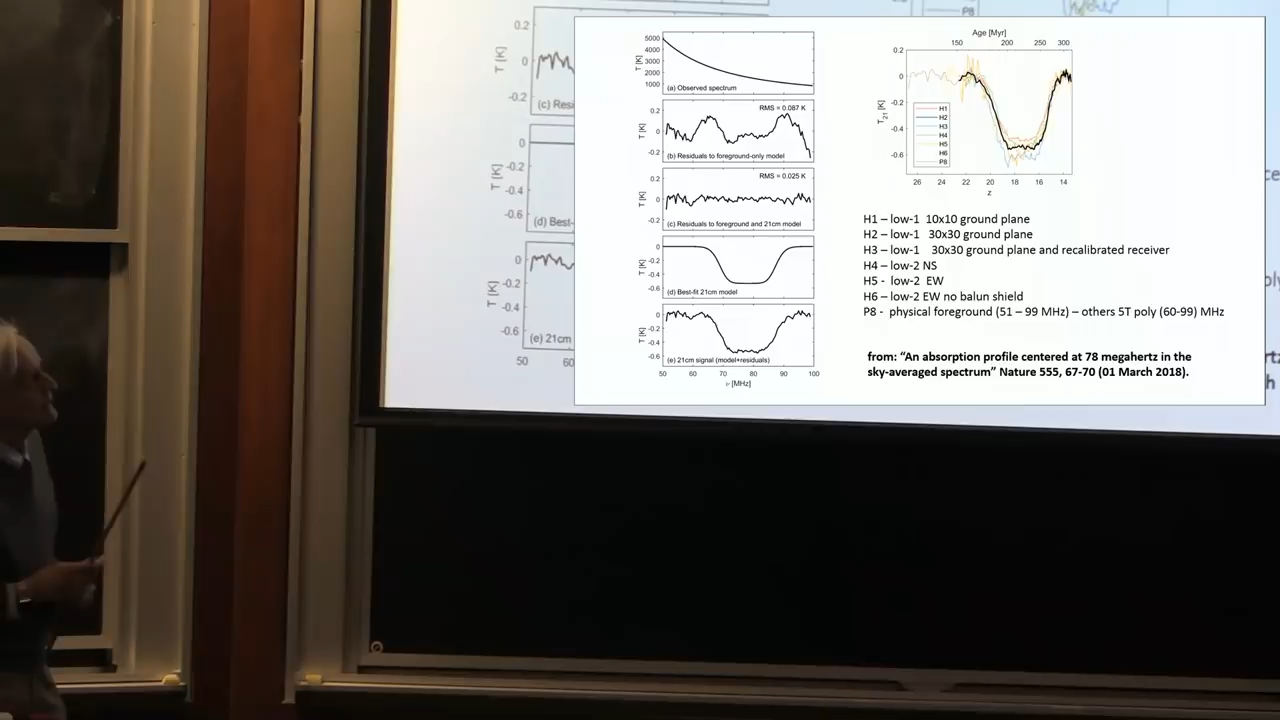 0.2
0
-0.2
T [K]
(c) Resi
0
-0.2
-0.4
-0.6
T [K]
(d) Best-
0
-0.2
-0.4
-0.6
T [K]
(e) 21cm
50
P8
5000
4000
3000
2000
1000
T [K]
(a) Observed spectrum
0.2
0
-0.2
T [K]
RMS = 0.087 K
(b) Residuals to foreground-only model
0.2
0
-0.2
T [K]
RMS = 0.025 K
(c) Residuals to foreground and 21cm model
0
-0.2
-0.4
-0.6
T [K]
(d) Best-fit 21cm model
0
-0.2
-0.4
-0.6
T [K]
(e) 21cm signal (model+residuals)
50 60 70 80 90 100
ν [MHz]
Age [Myr]
150 200 250 300
0.2
0
-0.2
-0.4
-0.6
T21 [K]
H1
H2
H3
H4
H5
H6
P8
26 24 22 20 18 16 14
z
H1 – low-1 10x10 ground plane
H2 – low-1 30x30 ground plane
H3 – low-1 30x30 ground plane and recalibrated receiver
H4 – low-2 NS
H5 - low-2 EW
H6 – low-2 EW no balun shield
P8 - physical foreground (51 – 99 MHz) – others 5T poly (60-99) MHz
from: “An absorption profile centered at 78 megahertz in the
sky-averaged spectrum” Nature 555, 67-70 (01 March 2018).